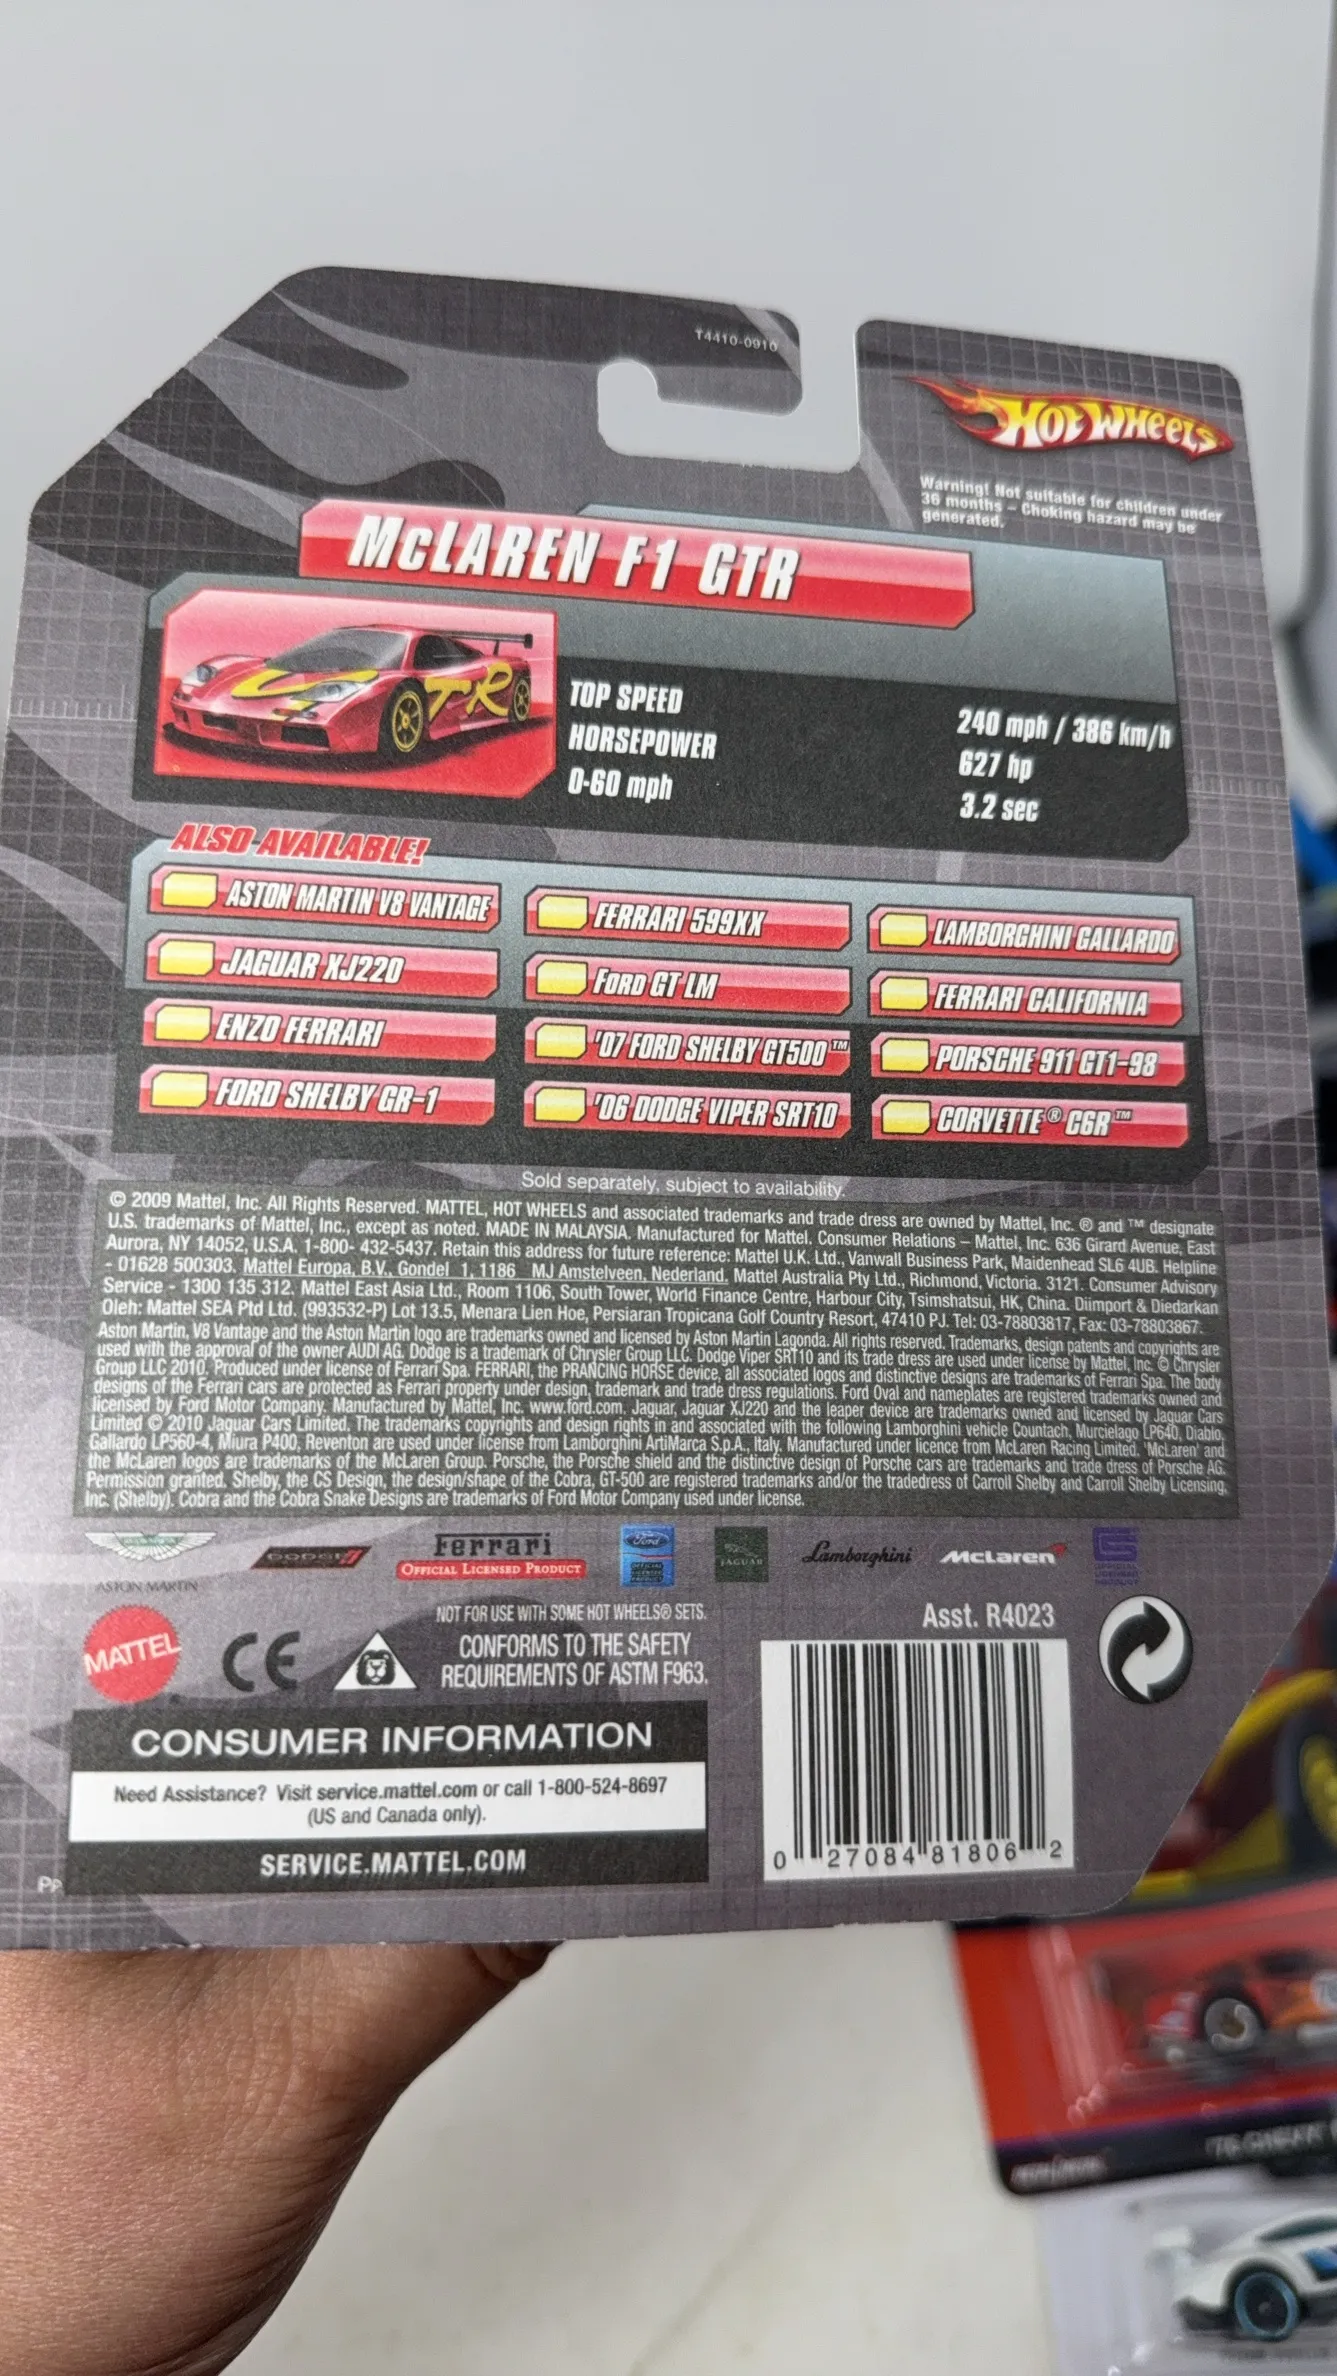 T4410-0910
HOT WHEELS
Warning! Not suitable for children under
36 months – Choking hazard may be
generated.
McLAREN F1 GTR
TR
TOP SPEED 240 mph / 386 km/h
HORSEPOWER 627 hp
0-60 mph 3.2 sec
ALSO AVAILABLE!
ASTON MARTIN V8 VANTAGE
JAGUAR XJ220
ENZO FERRARI
FORD SHELBY GR-1
FERRARI 599XX
FORD GT LM
'07 FORD SHELBY GT500™
'06 DODGE VIPER SRT10
LAMBORGHINI GALLARDO
FERRARI CALIFORNIA
PORSCHE 911 GT1-98
CORVETTE® C6R™
Sold separately, subject to availability.
© 2009 Mattel, Inc. All Rights Reserved. MATTEL, HOT WHEELS and associated trademarks and trade dress are owned by Mattel, Inc. ® and ™ designate
U.S. trademarks of Mattel, Inc., except as noted. MADE IN MALAYSIA. Manufactured for Mattel. Consumer Relations – Mattel, Inc. 636 Girard Avenue, East
Aurora, NY 14052, U.S.A. 1-800- 432-5437. Retain this address for future reference: Mattel U.K. Ltd., Vanwall Business Park, Maidenhead SL6 4UB. Helpline
- 01628 500303. Mattel Europa, B.V., Gondel 1, 1186 MJ Amstelveen, Nederland. Mattel Australia Pty Ltd., Richmond, Victoria. 3121. Consumer Advisory
Service - 1300 135 312. Mattel East Asia Ltd., Room 1106, South Tower, World Finance Centre, Harbour City, Tsimshatsui, HK, China. Diimport & Diedarkan
Oleh: Mattel SEA Ptd Ltd. (993532-P) Lot 13.5, Menara Lien Hoe, Persiaran Tropicana Golf Country Resort, 47410 PJ. Tel: 03-78803817, Fax: 03-78803867.
Aston Martin, V8 Vantage and the Aston Martin logo are trademarks owned and licensed by Aston Martin Lagonda. All rights reserved. Trademarks, design patents and copyrights are
used with the approval of the owner AUDI AG. Dodge is a trademark of Chrysler Group LLC. Dodge Viper SRT10 and its trade dress are used under license by Mattel, Inc. © Chrysler
Group LLC 2010. Produced under license of Ferrari Spa. FERRARI, the PRANCING HORSE device, all associated logos and distinctive designs are trademarks of Ferrari Spa. The body
designs of the Ferrari cars are protected as Ferrari property under design, trademark and trade dress regulations. Ford Oval and nameplates are registered trademarks owned and
licensed by Ford Motor Company. Manufactured by Mattel, Inc. www.ford.com. Jaguar, Jaguar XJ220 and the leaper device are trademarks owned and licensed by Jaguar Cars
Limited © 2010 Jaguar Cars Limited. The trademarks copyrights and design rights in and associated with the following Lamborghini vehicle Countach, Murcielago LP640, Diablo,
Gallardo LP560-4, Miura P400, Reventon are used under license from Lamborghini ArtiMarca S.p.A., Italy. Manufactured under licence from McLaren Racing Limited. 'McLaren' and
the McLaren logos are trademarks of the McLaren Group. Porsche, the Porsche shield and the distinctive design of Porsche cars are trademarks and trade dress of Porsche AG.
Permission granted. Shelby, the CS Design, the design/shape of the Cobra, GT-500 are registered trademarks and/or the tradedress of Carroll Shelby and Carroll Shelby Licensing,
Inc. (Shelby). Cobra and the Cobra Snake Designs are trademarks of Ford Motor Company used under license.
ASTON MARTIN
DODGE
Ferrari
OFFICIAL LICENSED PRODUCT
Ford
JAGUAR
Lamborghini
McLaren
MATTEL
CE
NOT FOR USE WITH SOME HOT WHEELS® SETS.
CONFORMS TO THE SAFETY
REQUIREMENTS OF ASTM F963.
Asst. R4023
0 27084 81806 2
CONSUMER INFORMATION
Need Assistance? Visit service.mattel.com or call 1-800-524-8697
(US and Canada only).
SERVICE.MATTEL.COM